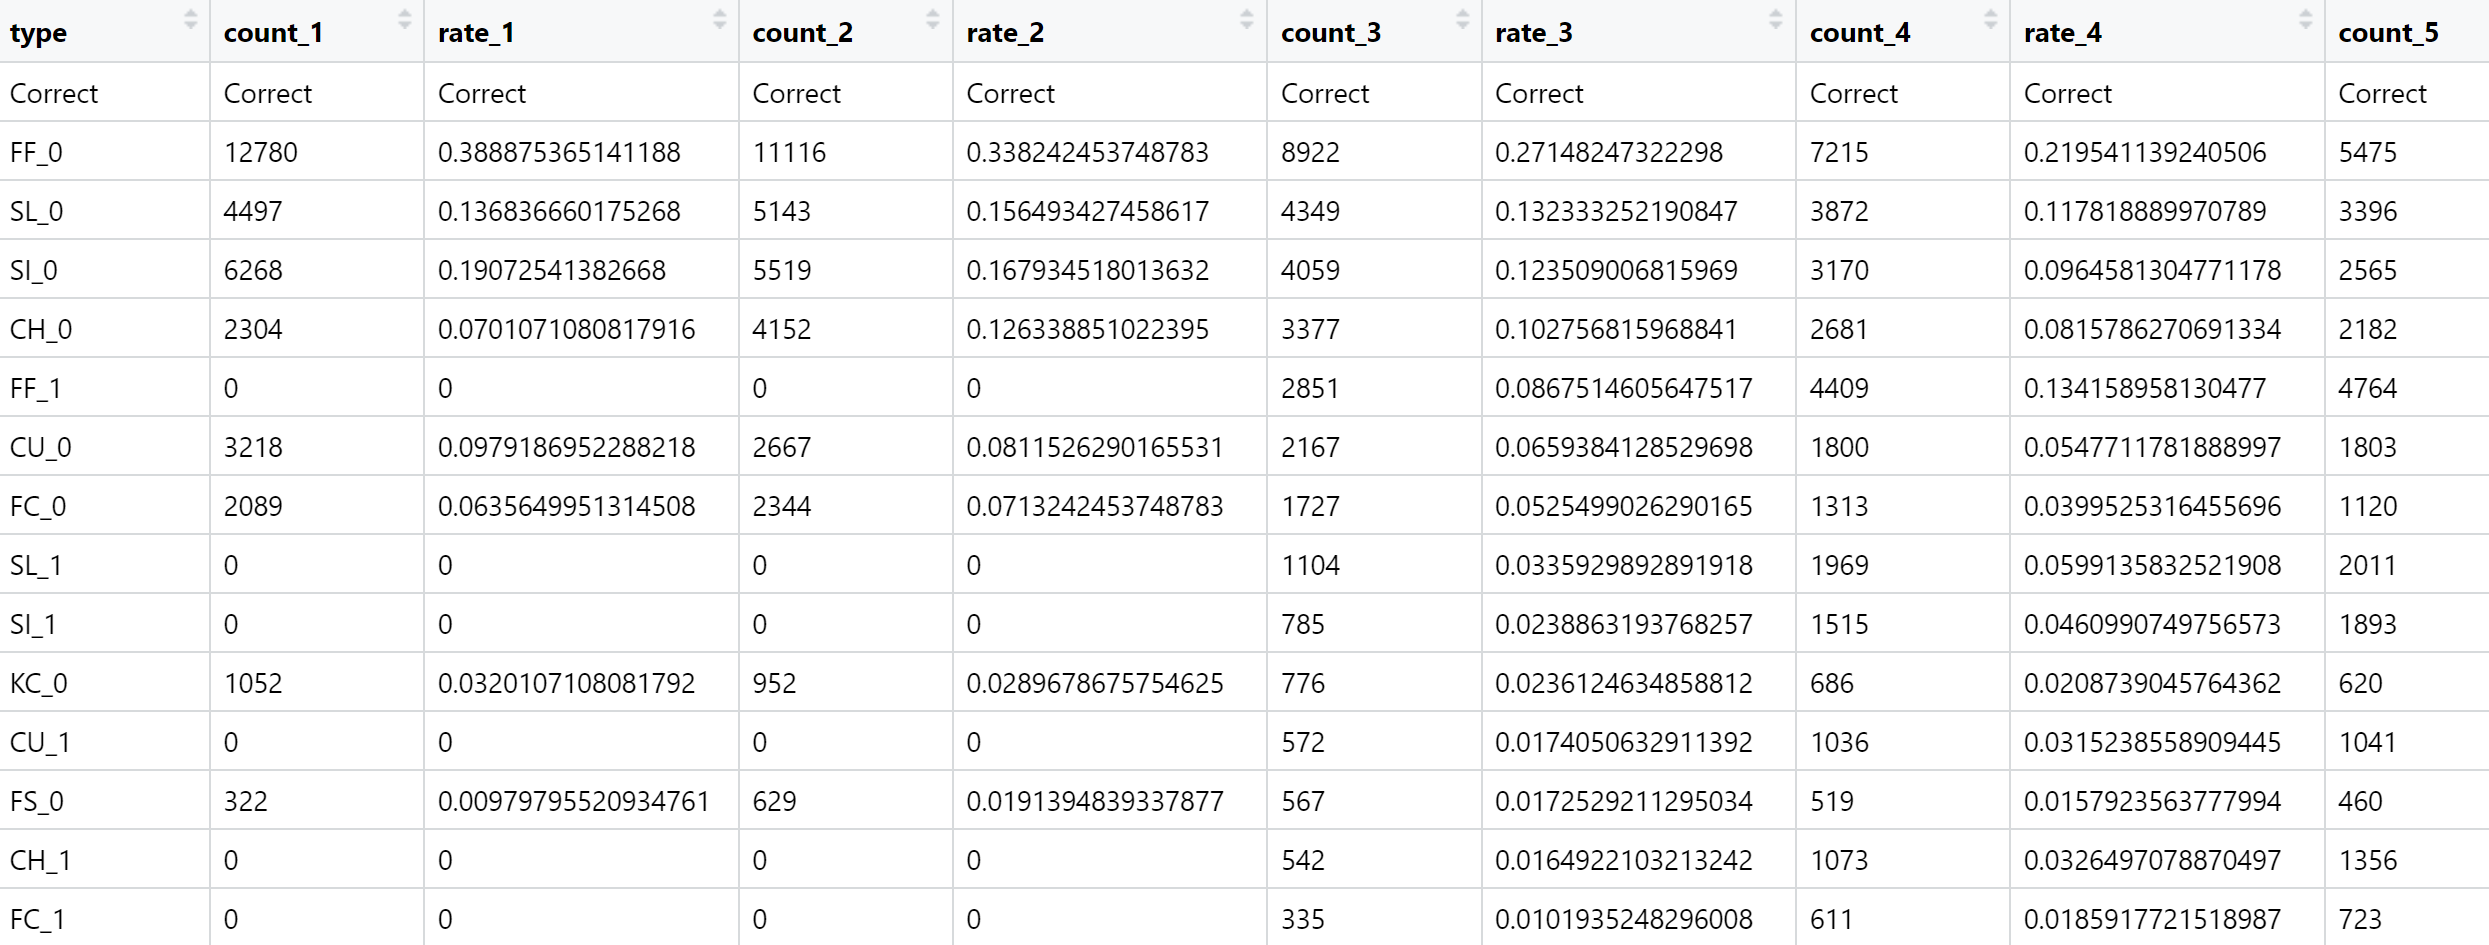 type count_1 rate_1 count_2 rate_2 count_3 rate_3 count_4 rate_4 count_5
Correct Correct Correct Correct Correct Correct Correct Correct Correct Correct
FF_0 12780 0.388875365141188 11116 0.338242453748783 8922 0.27148247322298 7215 0.219541139240506 5475
SL_0 4497 0.136836660175268 5143 0.156493427458617 4349 0.132333252190847 3872 0.117818889970789 3396
SI_0 6268 0.19072541382668 5519 0.167934518013632 4059 0.123509006815969 3170 0.0964581304771178 2565
CH_0 2304 0.0701071080817916 4152 0.126338851022395 3377 0.102756815968841 2681 0.0815786270691334 2182
FF_1 0 0 0 0 2851 0.0867514605647517 4409 0.134158958130477 4764
CU_0 3218 0.0979186952288218 2667 0.0811526290165531 2167 0.0659384128529698 1800 0.0547711781888997 1803
FC_0 2089 0.0635649951314508 2344 0.0713242453748783 1727 0.0525499026290165 1313 0.0399525316455696 1120
SL_1 0 0 0 0 1104 0.0335929892891918 1969 0.0599135832521908 2011
SI_1 0 0 0 0 785 0.0238863193768257 1515 0.0460990749756573 1893
KC_0 1052 0.0320107108081792 952 0.0289678675754625 776 0.0236124634858812 686 0.0208739045764362 620
CU_1 0 0 0 0 572 0.0174050632911392 1036 0.0315238558909445 1041
FS_0 322 0.00979795520934761 629 0.0191394839337877 567 0.0172529211295034 519 0.0157923563777994 460
CH_1 0 0 0 0 542 0.0164922103213242 1073 0.0326497078870497 1356
FC_1 0 0 0 0 335 0.0101935248296008 611 0.0185917721518987 723